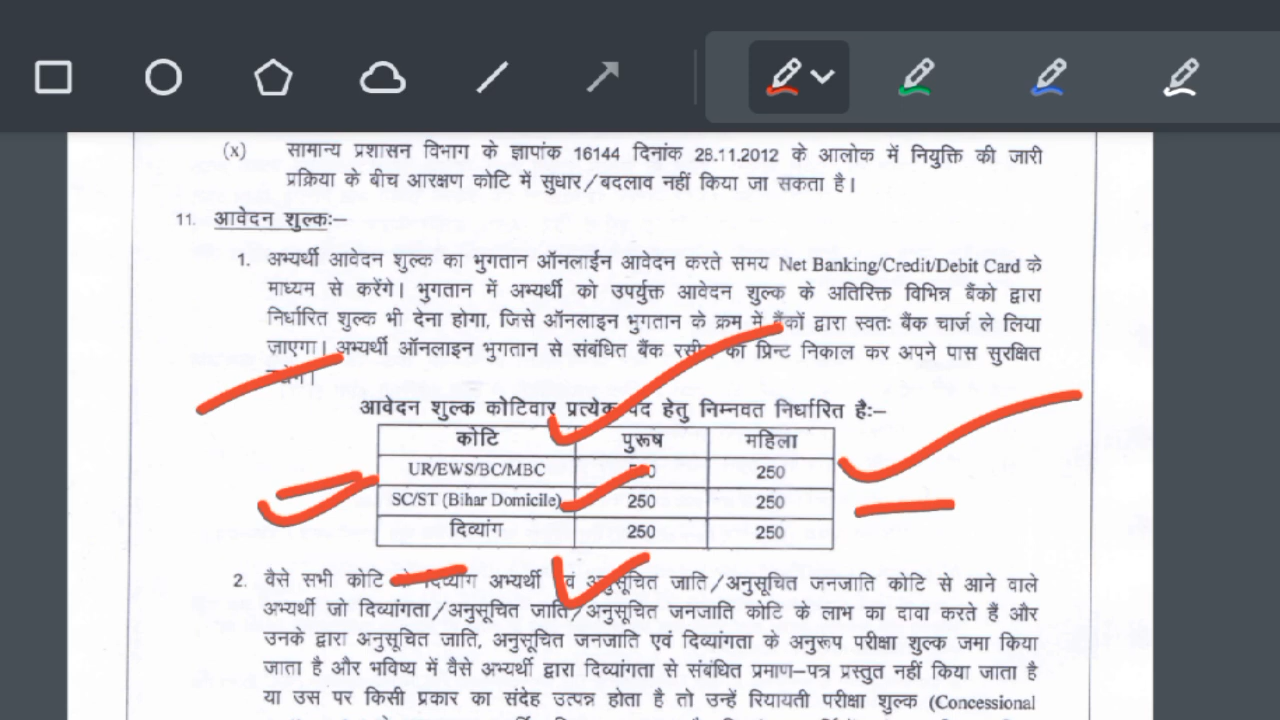 (x) सामान्य प्रशासन विभाग के ज्ञापांक 16144 दिनांक 28.11.2012 के आलोक में नियुक्ति की जारी
प्रक्रिया के बीच आरक्षण कोटि में सुधार/बदलाव नहीं किया जा सकता है।
11. आवेदन शुल्कः–
1. अभ्यर्थी आवेदन शुल्क का भुगतान ऑनलाईन आवेदन करते समय Net Banking/Credit/Debit Card के
माध्यम से करेंगे। भुगतान में अभ्यर्थी को उपर्युक्त आवेदन शुल्क के अतिरिक्त विभिन्न बैंको द्वारा
निर्धारित शुल्क भी देना होगा, जिसे ऑनलाइन भुगतान के क्रम में बैंकों द्वारा स्वतः बैंक चार्ज ले लिया
जाएगा। अभ्यर्थी ऑनलाइन भुगतान से संबंधित बैंक रसीद का प्रिन्ट निकाल कर अपने पास सुरक्षित
आवेदन शुल्क कोटिवार प्रत्येक पद हेतु निम्नवत निर्धारित हैः–
कोटि पुरूष महिला
UR/EWS/BC/MBC 250
SC/ST (Bihar Domicile) 250 250
दिव्यांग 250 250
2. वैसे सभी कोटि दिव्यांग अभ्यर्थी एवं अनुसूचित जाति/अनुसूचित जनजाति कोटि से आने वाले
अभ्यर्थी जो दिव्यांगता/अनुसूचित जाति/अनुसूचित जनजाति कोटि के लाभ का दावा करते हैं और
उनके द्वारा अनुसूचित जाति, अनुसूचित जनजाति एवं दिव्यांगता के अनुरूप परीक्षा शुल्क जमा किया
जाता है और भविष्य में वैसे अभ्यर्थी द्वारा दिव्यांगता से संबंधित प्रमाण–पत्र प्रस्तुत नहीं किया जाता है
या उस पर किसी प्रकार का संदेह उत्पन्न होता है तो उन्हें रियायती परीक्षा शुल्क (Concessional